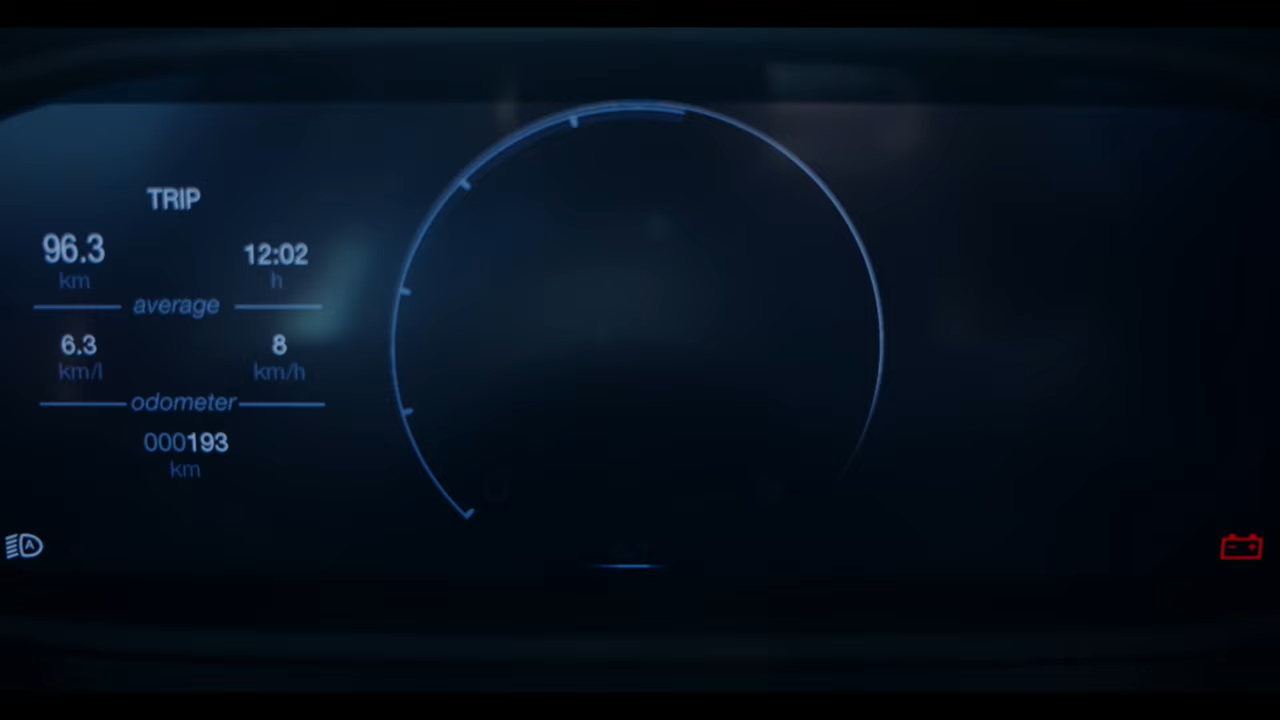 TRIP
96.3 12:02
km h
average
6.3 8
km/l km/h
odometer
000193
km
A